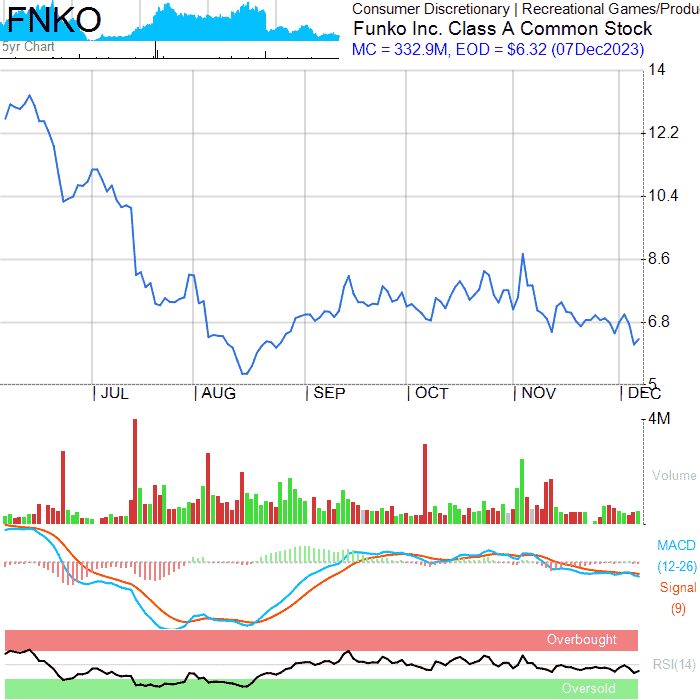 FNKO
5yr Chart
Consumer Discretionary | Recreational Games/Produ
Funko Inc. Class A Common Stock
MC = 332.9M, EOD = $6.32 (07Dec2023)
14
12.2
10.4
8.6
6.8
5
| JUL | AUG | SEP | OCT | NOV | DEC
4M
Volume
MACD
(12-26)
Signal
(9)
Overbought
RSI(14)
Oversold